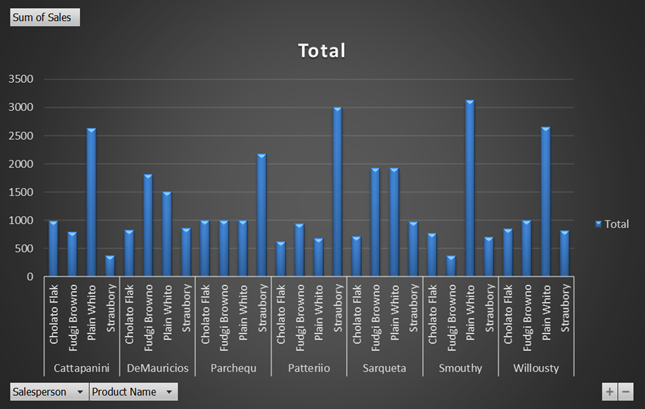 Sum of Sales
Total
3500
3000
2500
2000
1500
1000
500
0
Total
Cholato Flak
Fudgi Browno
Plain Whito
Straubory
Cholato Flak
Fudgi Browno
Plain Whito
Straubory
Cholato Flak
Fudgi Browno
Plain Whito
Straubory
Cholato Flak
Fudgi Browno
Plain Whito
Straubory
Cholato Flak
Fudgi Browno
Plain Whito
Straubory
Cholato Flak
Fudgi Browno
Plain Whito
Straubory
Cholato Flak
Fudgi Browno
Plain Whito
Straubory
Cattapanini DeMauricios Parchequ Patteriio Sarqueta Smouthy Willousty
Salesperson Product Name + −